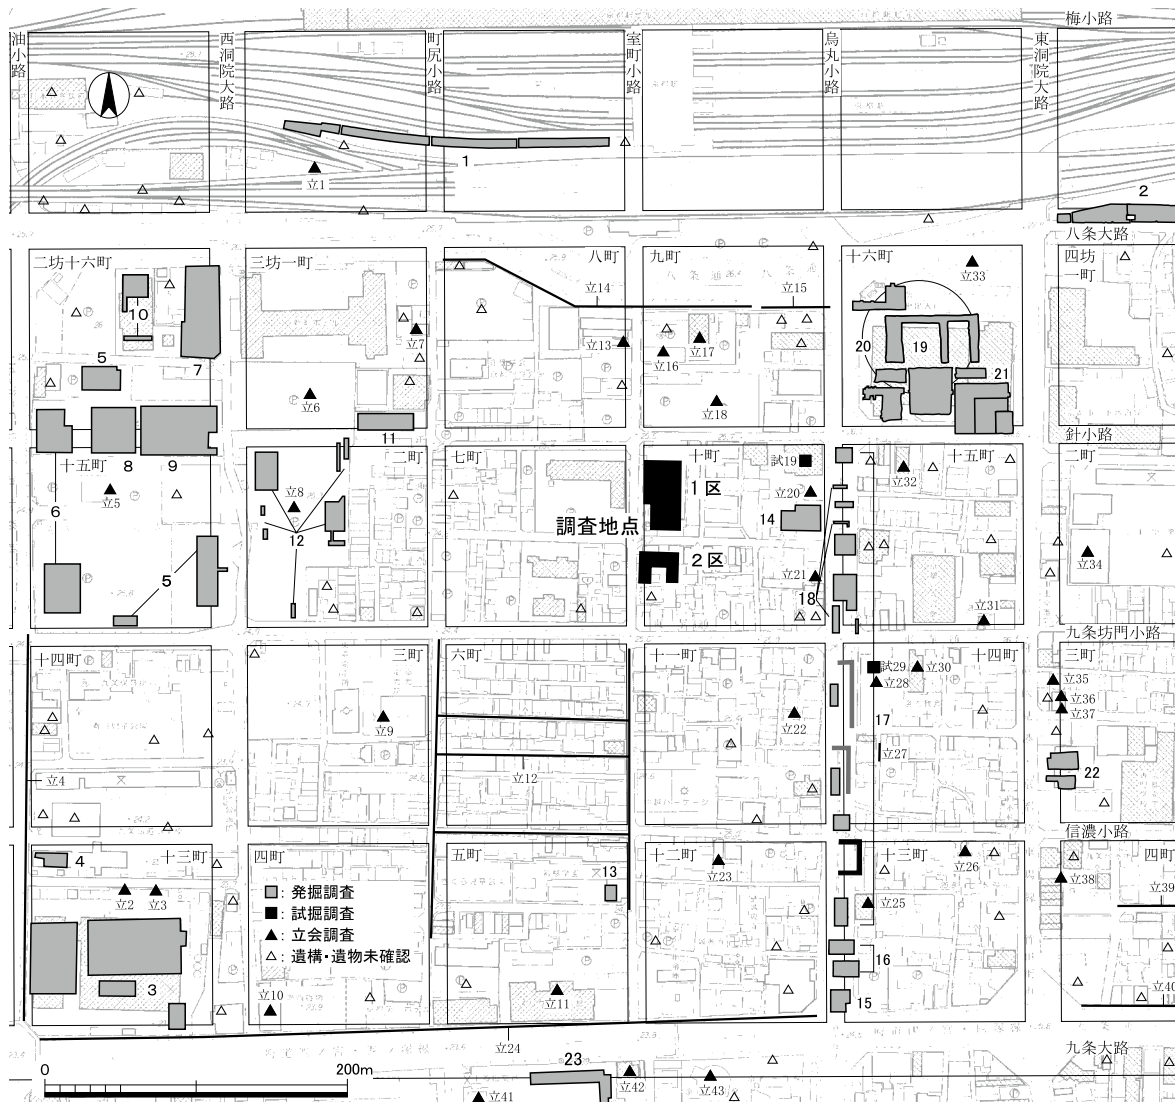 梅小路
油小路
西洞院大路
町尻小路
室町小路
烏丸小路
東洞院大路
1
立1
2
八条大路
二坊十六町
三坊一町
八町
九町
十六町
四坊一町
立33
立14
立15
10
5
7
立7
立13
立16
立17
20
19
21
立6
立18
11
針小路
十五町
8
9
二町
七町
十町
試19
十五町
二町
立32
立5
立8
1区
立20
14
6
12
調査地点
2区
立34
5
立21
18
立31
九条坊門小路
十四町
三町
六町
十一町
試29
立30
十四町
三町
立28
立35
立36
立37
立9
立22
17
立27
立4
立12
22
信濃小路
4
十三町
四町
五町
十二町
十三町
四町
立23
立26
13
立2
立3
立38
立39
立25
■: 発掘調査
■: 試掘調査
▲: 立会調査
△: 遺構・遺物未確認
16
3
立10
立11
15
立40
立24
九条大路
0
200m
23
立41
立42
立43